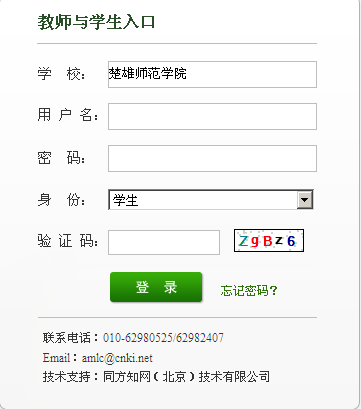 教师与学生入口
学 校： 楚雄师范学院
用 户 名：
密 码：
身 份： 学生
验 证 码： ZgBz6
登 录 忘记密码？
联系电话：010-62980525/62982407
Email：amlc@cnki.net
技术支持：同方知网（北京）技术有限公司